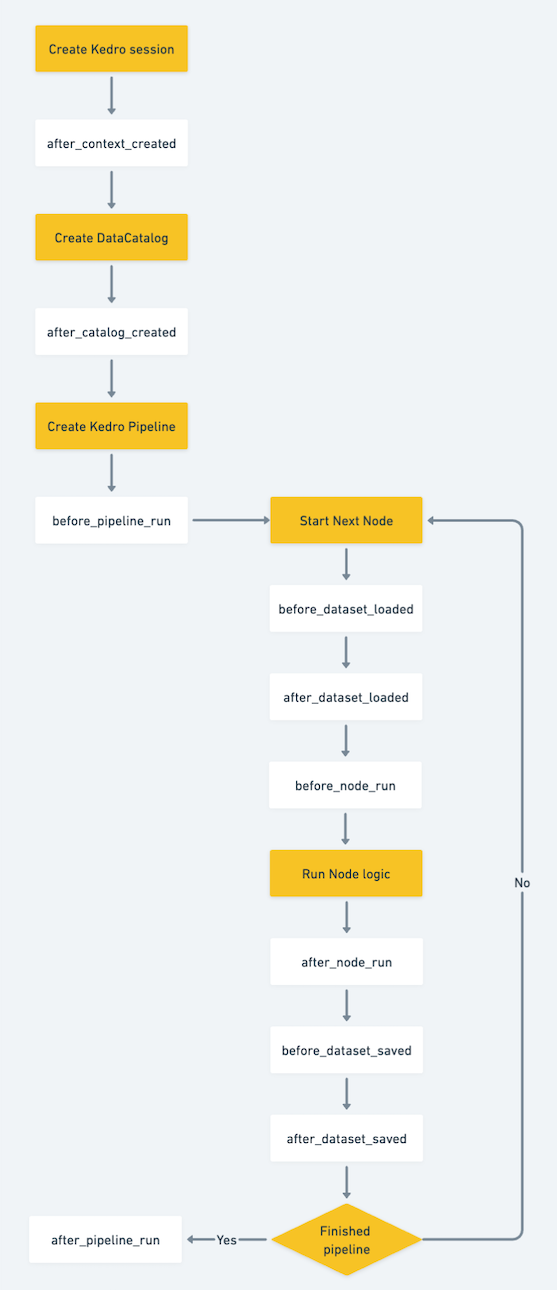 Create Kedro session
after_context_created
Create DataCatalog
after_catalog_created
Create Kedro Pipeline
before_pipeline_run
Start Next Node
before_dataset_loaded
after_dataset_loaded
before_node_run
Run Node logic
No
after_node_run
before_dataset_saved
after_dataset_saved
Finished
pipeline
Yes
after_pipeline_run